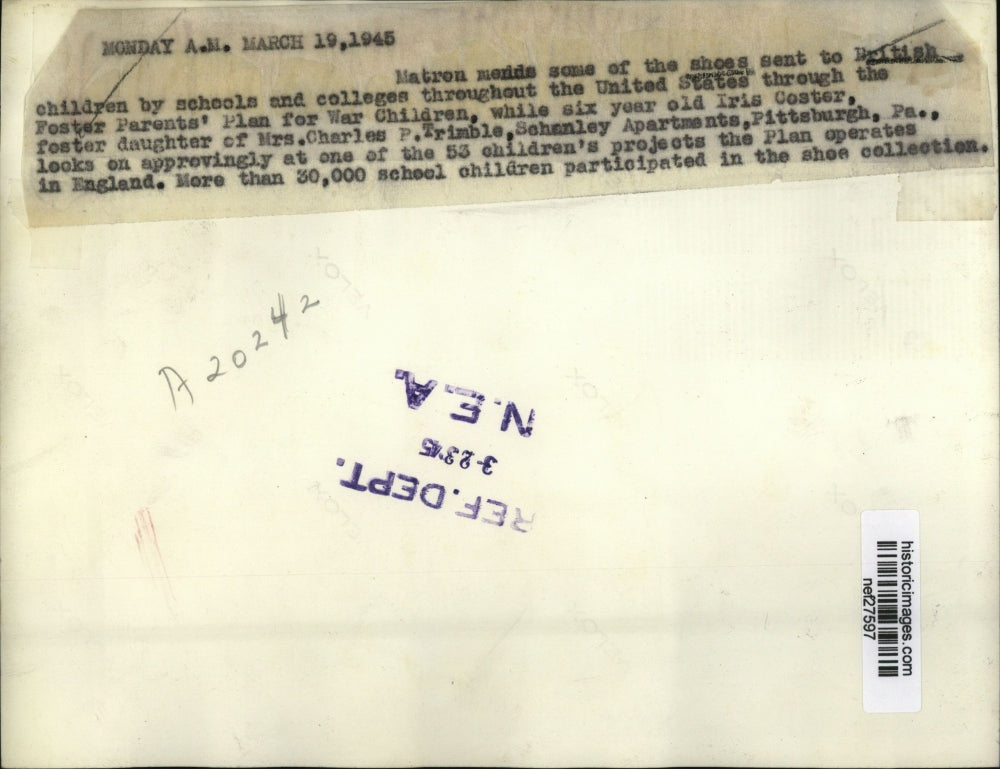 MONDAY A.M. MARCH 19,1945
Matron mends some of the shoes sent to British
children by schools and colleges throughout the United States through the
Foster Parents' Plan for War Children, while six year old Iris Coster,
foster daughter of Mrs.Charles P.Trimble,Schenley Apartments,Pittsburgh, Pa.,
looks on approvingly at one of the 53 children's projects the Plan operates
in England. More than 30,000 school children participated in the shoe collection.
A20242
REF. DEPT.
3-23-45
N.E.A.
historicimages.com
nef27597